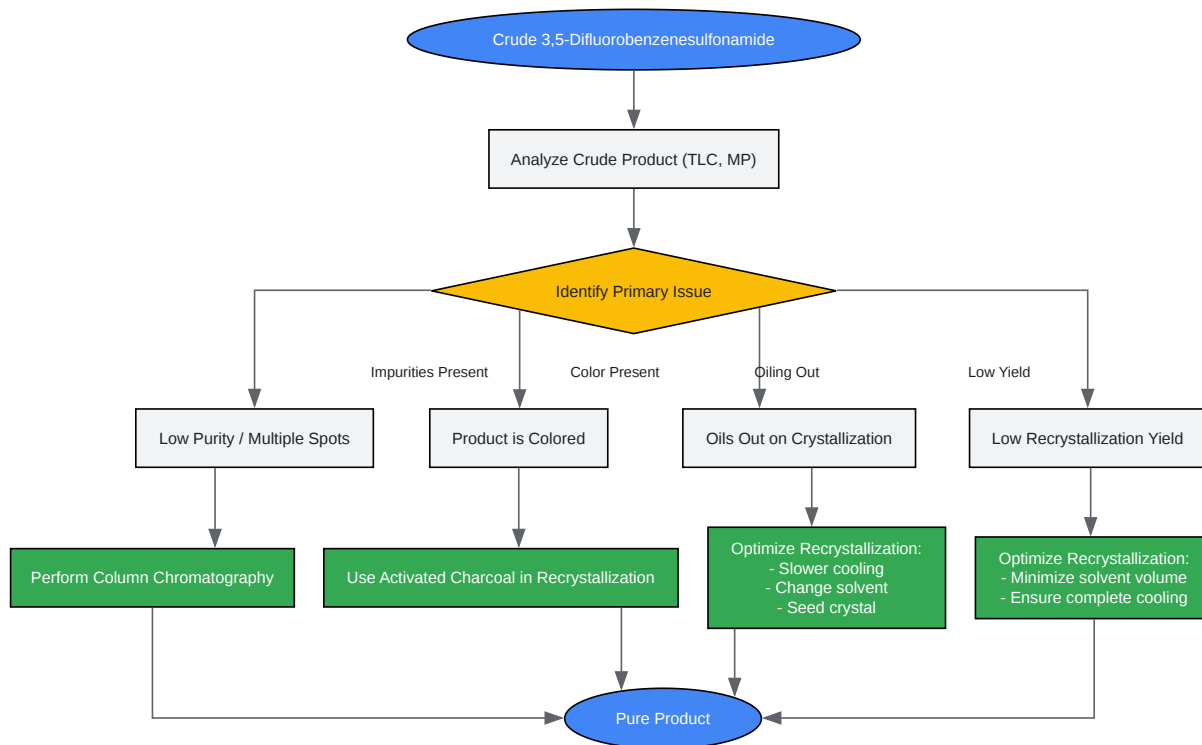 Crude 3,5-Difluorobenzenesulfonamide
Analyze Crude Product (TLC, MP)
Identify Primary Issue
Impurities Present
Color Present
Oiling Out
Low Yield
Low Purity / Multiple Spots
Product is Colored
Oils Out on Crystallization
Low Recrystallization Yield
Perform Column Chromatography
Use Activated Charcoal in Recrystallization
Optimize Recrystallization:
- Slower cooling
- Change solvent
- Seed crystal
Optimize Recrystallization:
- Minimize solvent volume
- Ensure complete cooling
Pure Product